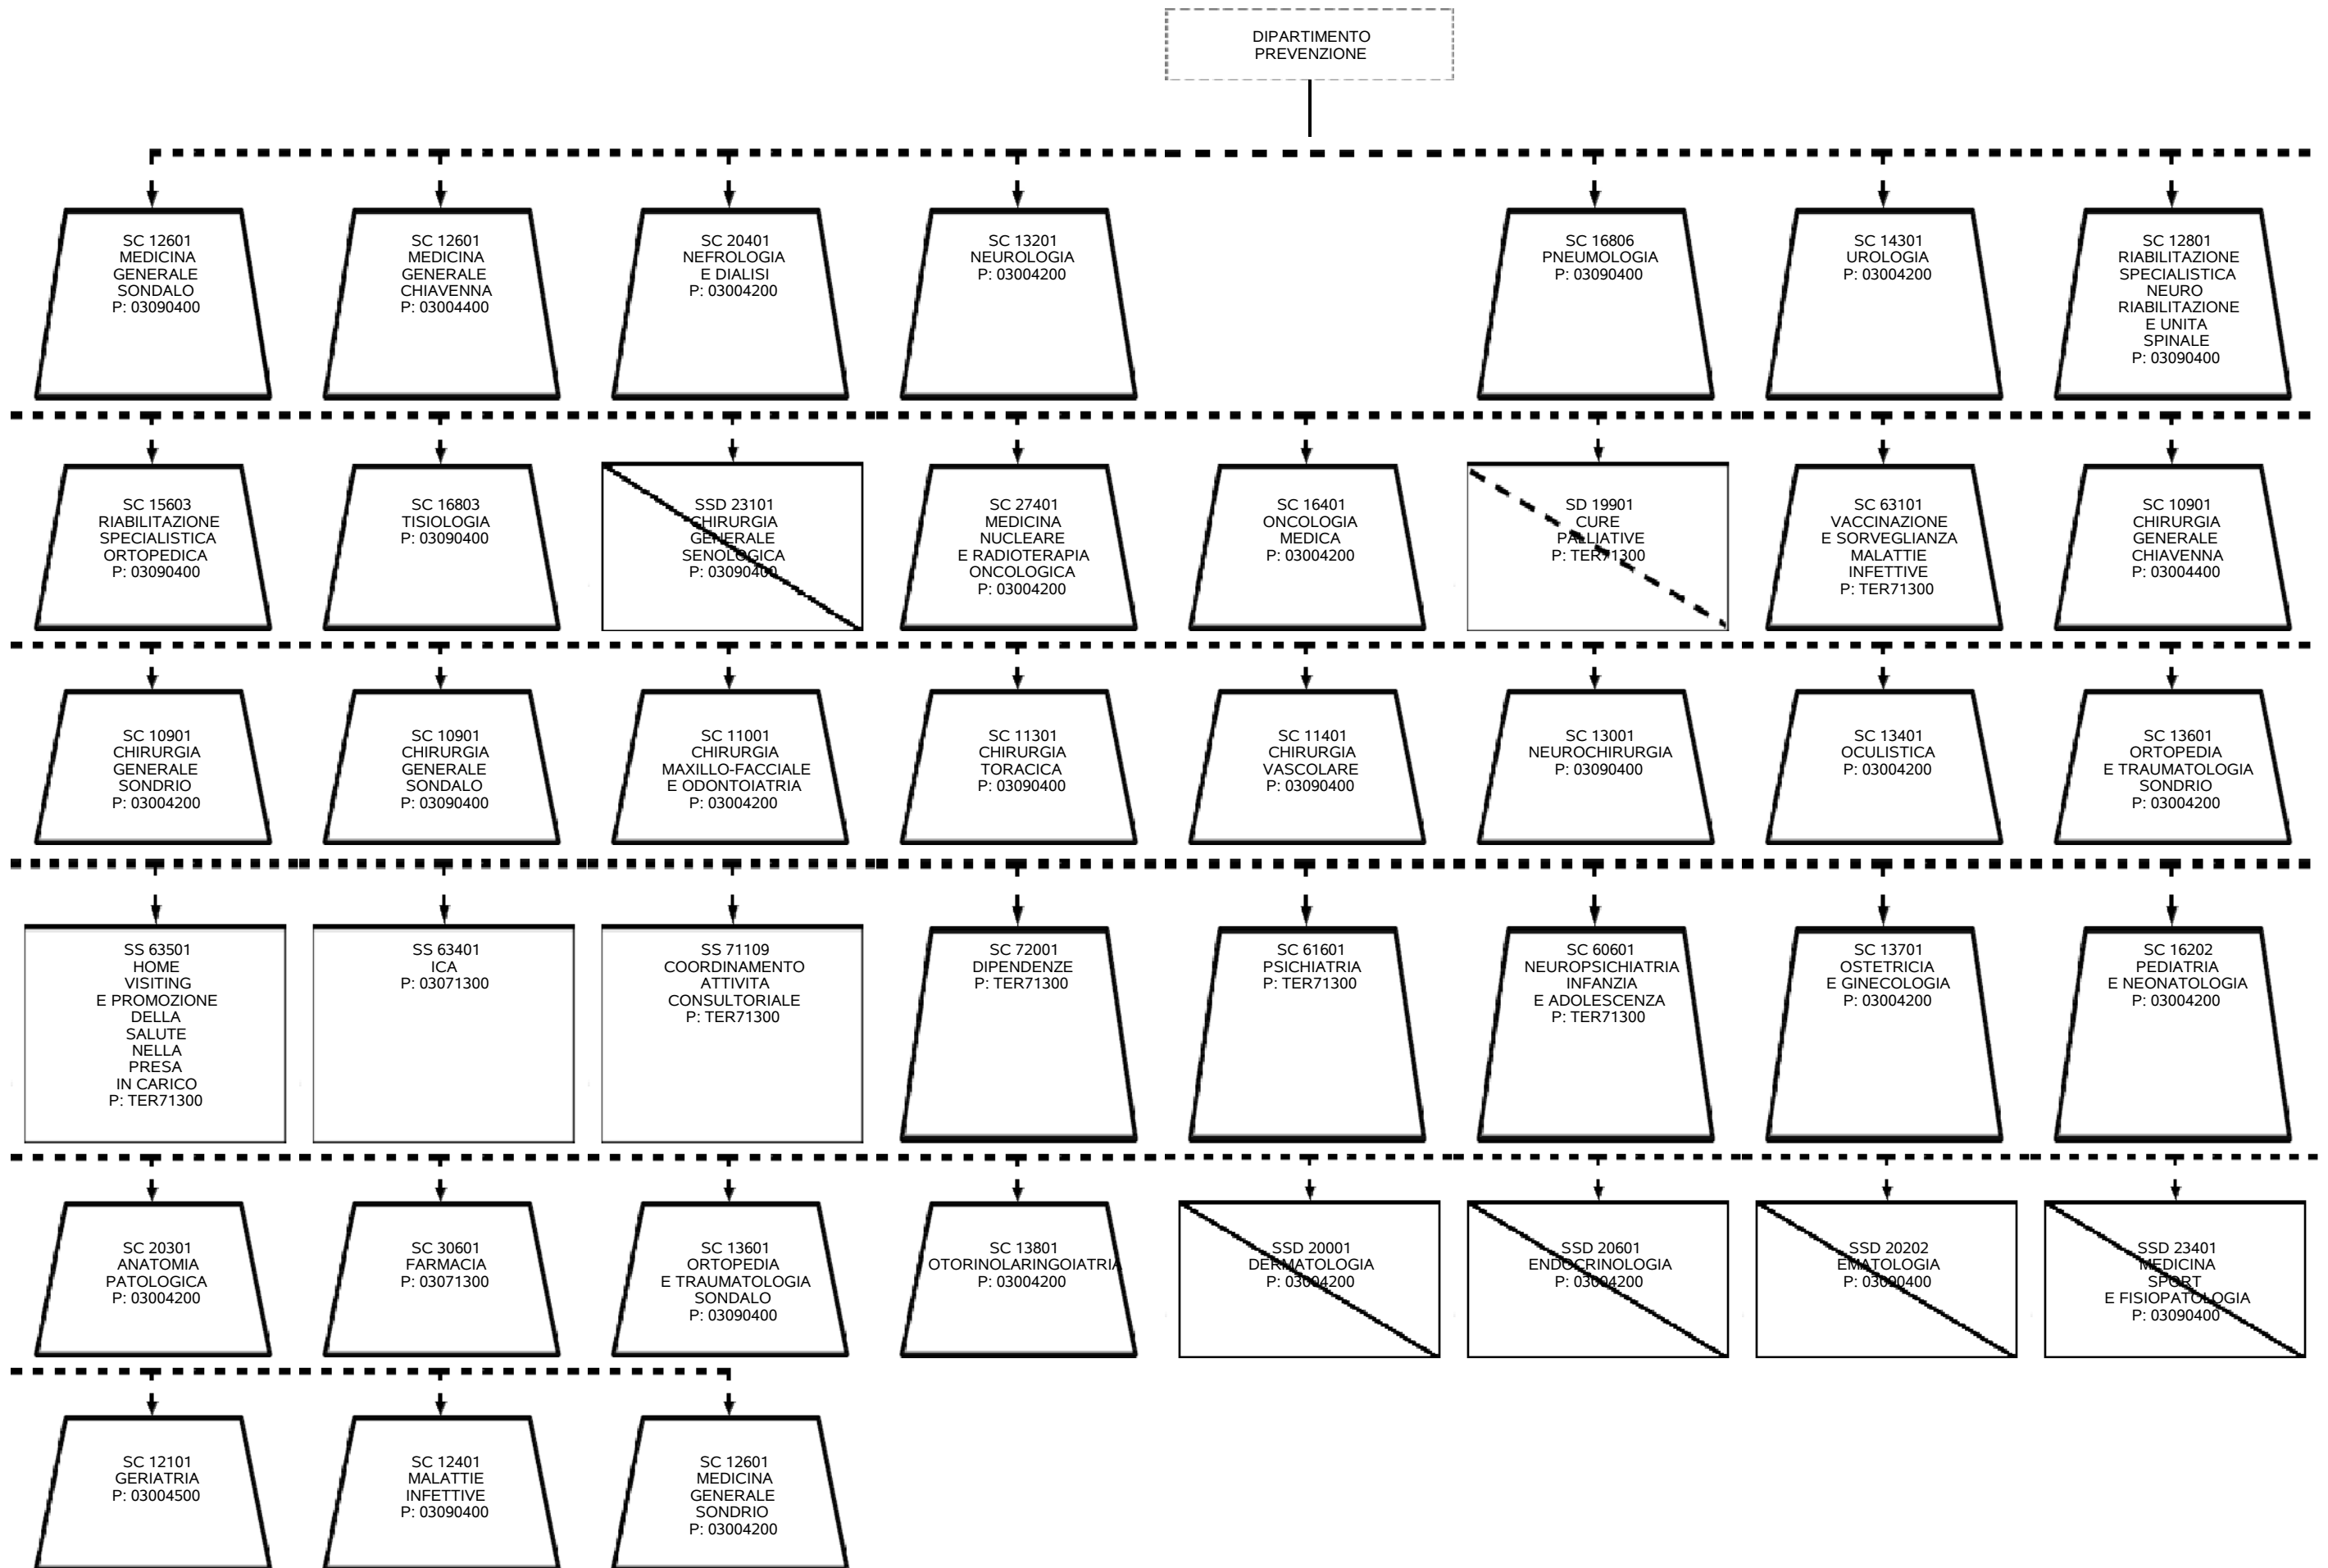 DIPARTIMENTO
PREVENZIONE
SC 12601
MEDICINA
GENERALE
SONDALO
P: 03090400
SC 12601
MEDICINA
GENERALE
CHIAVENNA
P: 03004400
SC 20401
NEFROLOGIA
E DIALISI
P: 03004200
SC 13201
NEUROLOGIA
P: 03004200
SC 16806
PNEUMOLOGIA
P: 03090400
SC 14301
UROLOGIA
P: 03004200
SC 12801
RIABILITAZIONE
SPECIALISTICA
NEURO
RIABILITAZIONE
E UNITA
SPINALE
P: 03090400
SC 15603
RIABILITAZIONE
SPECIALISTICA
ORTOPEDICA
P: 03090400
SC 16803
TISIOLOGIA
P: 03090400
SSD 23101
CHIRURGIA
GENERALE
SENOLOGICA
P: 03090400
SC 27401
MEDICINA
NUCLEARE
E RADIOTERAPIA
ONCOLOGICA
P: 03004200
SC 16401
ONCOLOGIA
MEDICA
P: 03004200
SD 19901
CURE
PALLIATIVE
P: TER71300
SC 63101
VACCINAZIONE
E SORVEGLIANZA
MALATTIE
INFETTIVE
P: TER71300
SC 10901
CHIRURGIA
GENERALE
CHIAVENNA
P: 03004400
SC 10901
CHIRURGIA
GENERALE
SONDRIO
P: 03004200
SC 10901
CHIRURGIA
GENERALE
SONDALO
P: 03090400
SC 11001
CHIRURGIA
MAXILLO-FACCIALE
E ODONTOIATRIA
P: 03004200
SC 11301
CHIRURGIA
TORACICA
P: 03090400
SC 11401
CHIRURGIA
VASCOLARE
P: 03090400
SC 13001
NEUROCHIRURGIA
P: 03090400
SC 13401
OCULISTICA
P: 03004200
SC 13601
ORTOPEDIA
E TRAUMATOLOGIA
SONDRIO
P: 03004200
SS 63501
HOME
VISITING
E PROMOZIONE
DELLA
SALUTE
NELLA
PRESA
IN CARICO
P: TER71300
SS 63401
ICA
P: 03071300
SS 71109
COORDINAMENTO
ATTIVITA
CONSULTORIALE
P: TER71300
SC 72001
DIPENDENZE
P: TER71300
SC 61601
PSICHIATRIA
P: TER71300
SC 60601
NEUROPSICHIATRIA
INFANZIA
E ADOLESCENZA
P: TER71300
SC 13701
OSTETRICIA
E GINECOLOGIA
P: 03004200
SC 16202
PEDIATRIA
E NEONATOLOGIA
P: 03004200
SC 20301
ANATOMIA
PATOLOGICA
P: 03004200
SC 30601
FARMACIA
P: 03071300
SC 13601
ORTOPEDIA
E TRAUMATOLOGIA
SONDALO
P: 03090400
SC 13801
OTORINOLARINGOIATRIA
P: 03004200
SSD 20001
DERMATOLOGIA
P: 03004200
SSD 20601
ENDOCRINOLOGIA
P: 03004200
SSD 20202
EMATOLOGIA
P: 03090400
SSD 23401
MEDICINA
SPORT
E FISIOPATOLOGIA
P: 03090400
SC 12101
GERIATRIA
P: 03004500
SC 12401
MALATTIE
INFETTIVE
P: 03090400
SC 12601
MEDICINA
GENERALE
SONDRIO
P: 03004200